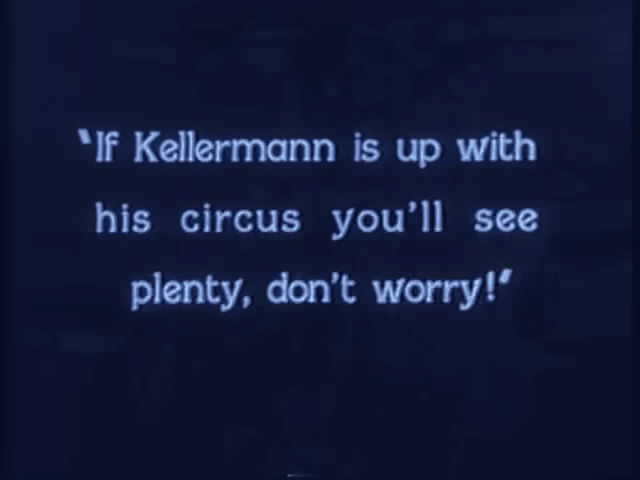 "If Kellermann is up with
his circus you'll see
plenty, don't worry!"